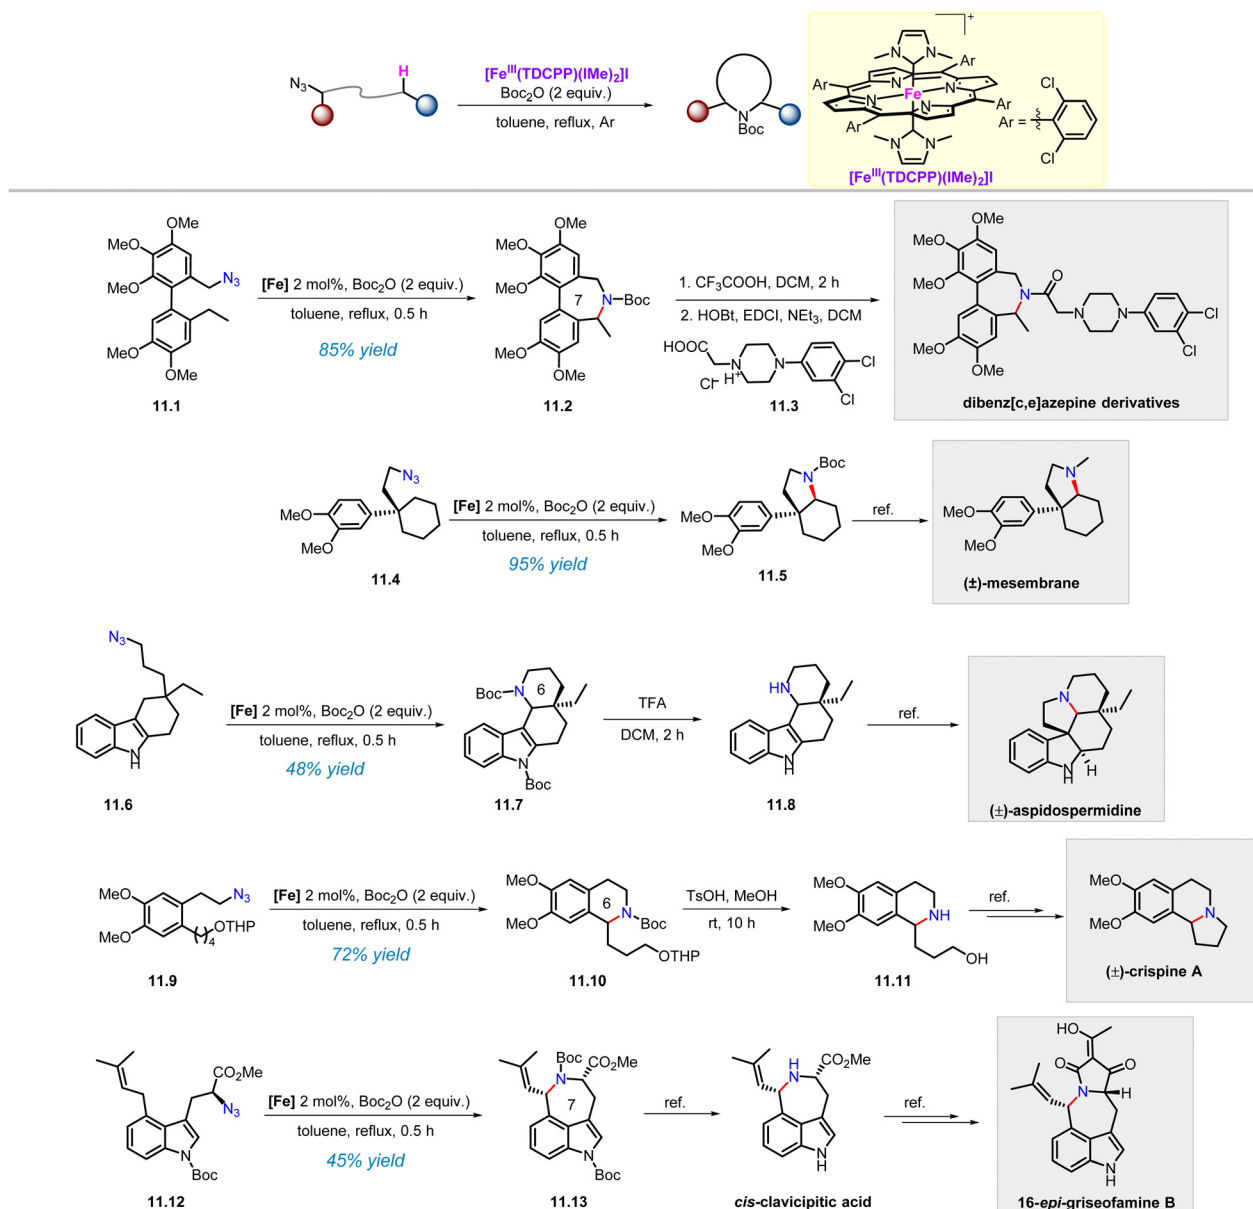 N₃
H
[Feᴵᴵᴵ(TDCPP)(IMe)₂]I
Boc₂O (2 equiv.)
toluene, reflux, Ar
N
Boc
+
N N
Ar Ar
N N Fe N N
Ar Ar
N N
Ar =
Cl
Cl
[Feᴵᴵᴵ(TDCPP)(IMe)₂]I
OMe
MeO
MeO
N₃
MeO
OMe
11.1
[Fe] 2 mol%, Boc₂O (2 equiv.)
toluene, reflux, 0.5 h
85% yield
OMe
MeO
MeO
7
N Boc
MeO
OMe
11.2
1. CF₃COOH, DCM, 2 h
2. HOBt, EDCI, NEt₃, DCM
HOOC
N
H⁺
Cl⁻
N
Cl
Cl
11.3
OMe
MeO
MeO
O
N
N
N
Cl
Cl
MeO
OMe
dibenz[c,e]azepine derivatives
N₃
MeO
MeO
11.4
[Fe] 2 mol%, Boc₂O (2 equiv.)
toluene, reflux, 0.5 h
95% yield
Boc
N
MeO
MeO
11.5
ref.
N
MeO
MeO
(±)-mesembrane
N₃
N
H
11.6
[Fe] 2 mol%, Boc₂O (2 equiv.)
toluene, reflux, 0.5 h
48% yield
Boc N 6
N
Boc
11.7
TFA
DCM, 2 h
HN
N
H
11.8
ref.
N
N
H
H
(±)-aspidospermidine
MeO
MeO
N₃
OTHP
4
11.9
[Fe] 2 mol%, Boc₂O (2 equiv.)
toluene, reflux, 0.5 h
72% yield
MeO
MeO
6
N Boc
OTHP
11.10
TsOH, MeOH
rt, 10 h
MeO
MeO
NH
OH
11.11
ref.
MeO
MeO
N
(±)-crispine A
CO₂Me
N₃
N
Boc
11.12
[Fe] 2 mol%, Boc₂O (2 equiv.)
toluene, reflux, 0.5 h
45% yield
Boc
N
CO₂Me
7
N
Boc
11.13
ref.
H
N
CO₂Me
N
H
cis-clavicipitic acid
ref.
HO
O
O
N
H
N
H
16-epi-griseofamine B